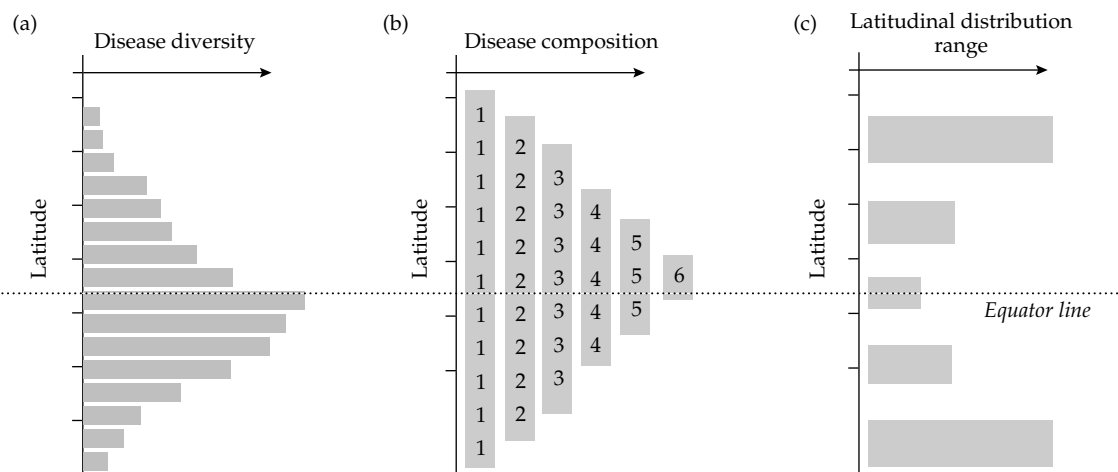 (a)
Disease diversity
Latitude
(b)
Disease composition
Latitude
1
1 2
1 2 3
1 2 3 4
1 2 3 4 5
1 2 3 4 5 6
1 2 3 4 5
1 2 3 4
1 2 3
1 2
1
(c)
Latitudinal distribution
range
Latitude
Equator line